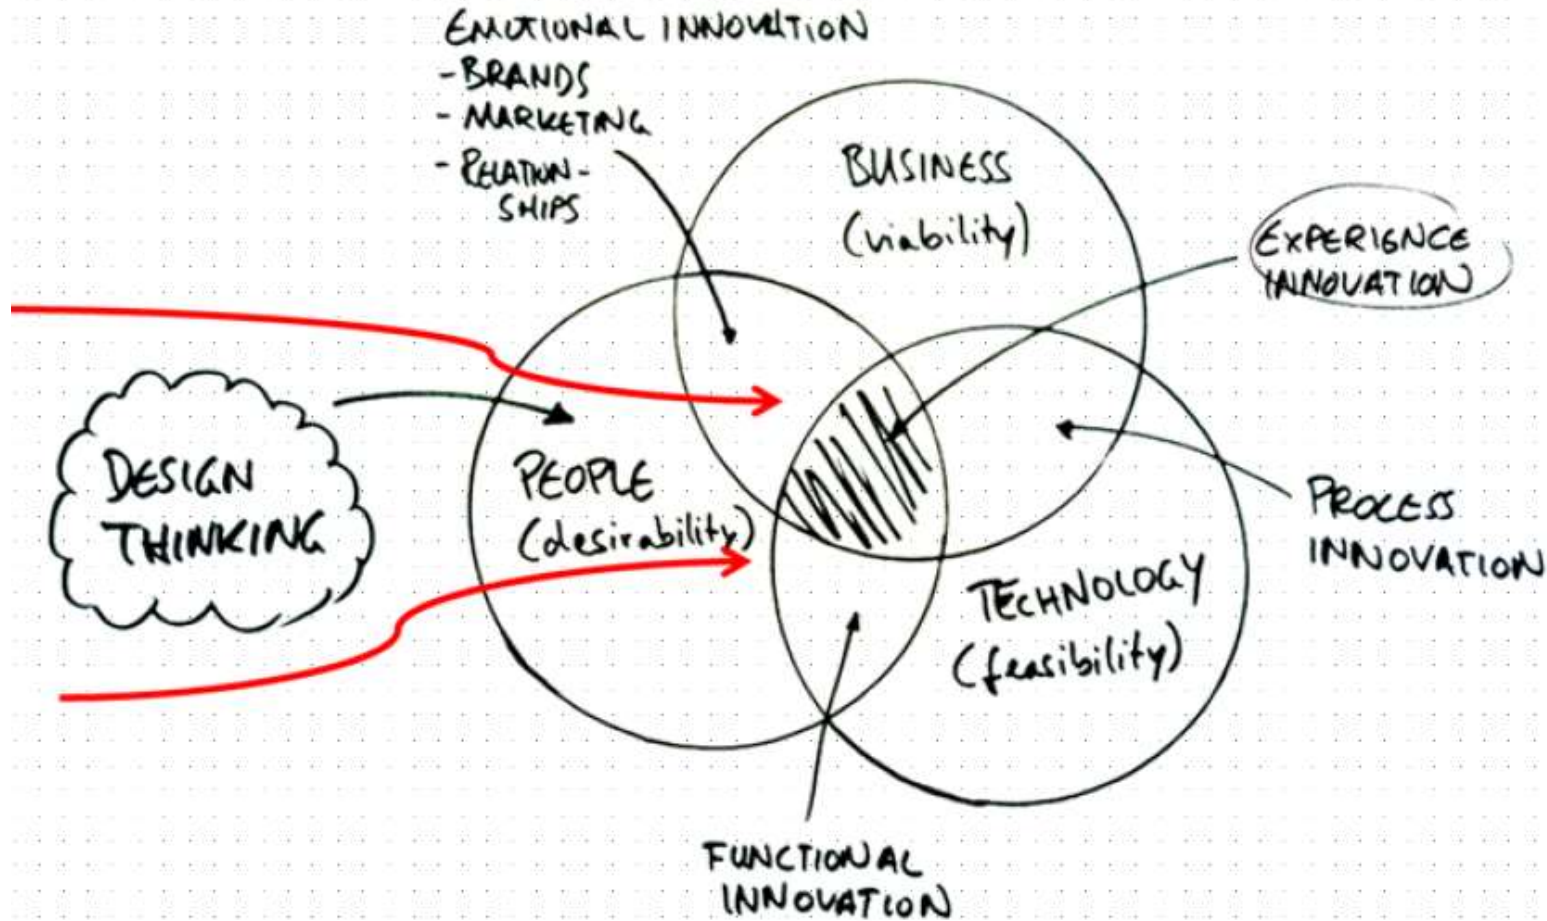 EMOTIONAL INNOVATION
- BRANDS
- MARKETING
- RELATION-
SHIPS
BUSINESS
(viability)
EXPERIENCE
INNOVATION
DESIGN
THINKING
PEOPLE
(desirability)
PROCESS
INNOVATION
TECHNOLOGY
(feasibility)
FUNCTIONAL
INNOVATION